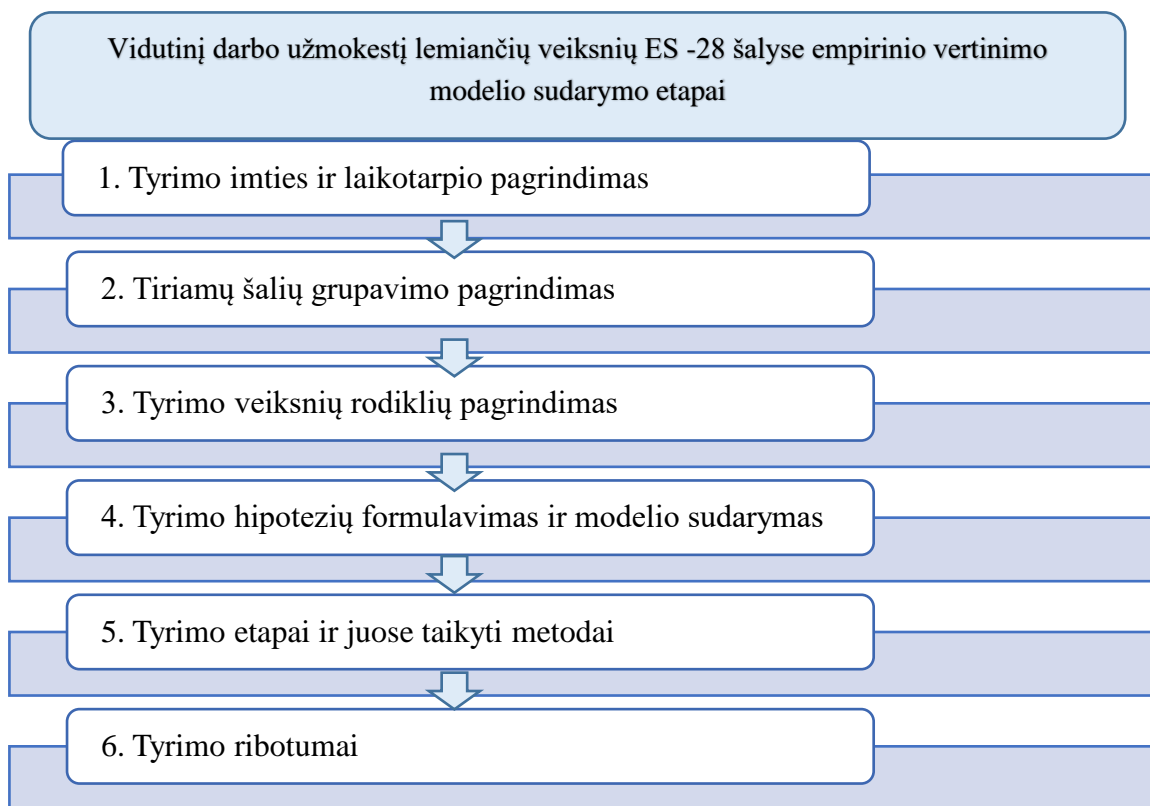 Vidutinį darbo užmokestį lemiančių veiksnių ES -28 šalyse empirinio vertinimo
modelio sudarymo etapai
1. Tyrimo imties ir laikotarpio pagrindimas
2. Tiriamų šalių grupavimo pagrindimas
3. Tyrimo veiksnių rodiklių pagrindimas
4. Tyrimo hipotezių formulavimas ir modelio sudarymas
5. Tyrimo etapai ir juose taikyti metodai
6. Tyrimo ribotumai